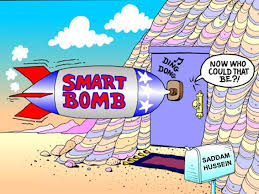 DING
DONG
NOW WHO
COULD THAT
BE?!
SMART
BOMB
SADDAM
HUSSEIN